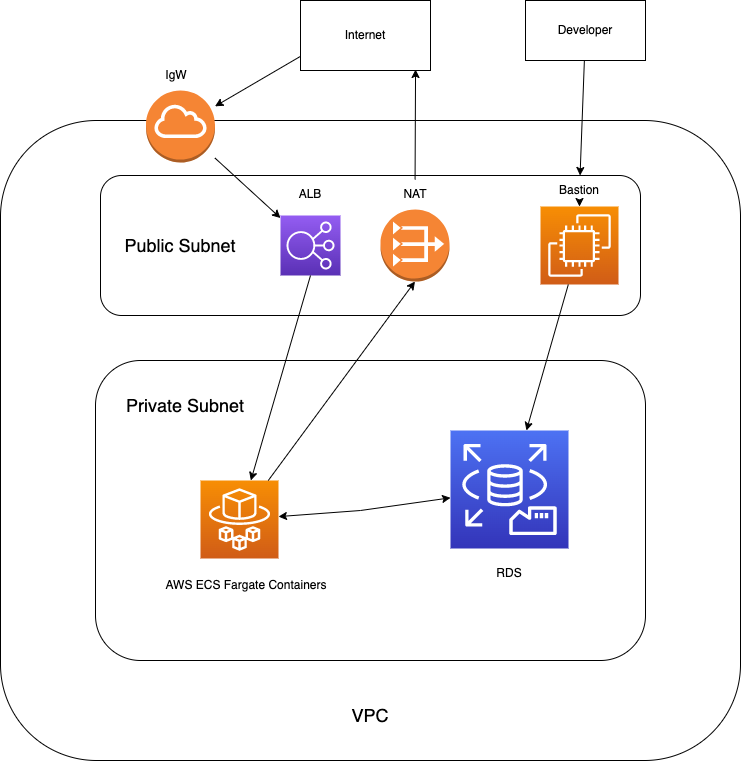 Internet
Developer
IgW
ALB
NAT
Bastion
Public Subnet
Private Subnet
AWS ECS Fargate Containers
RDS
VPC